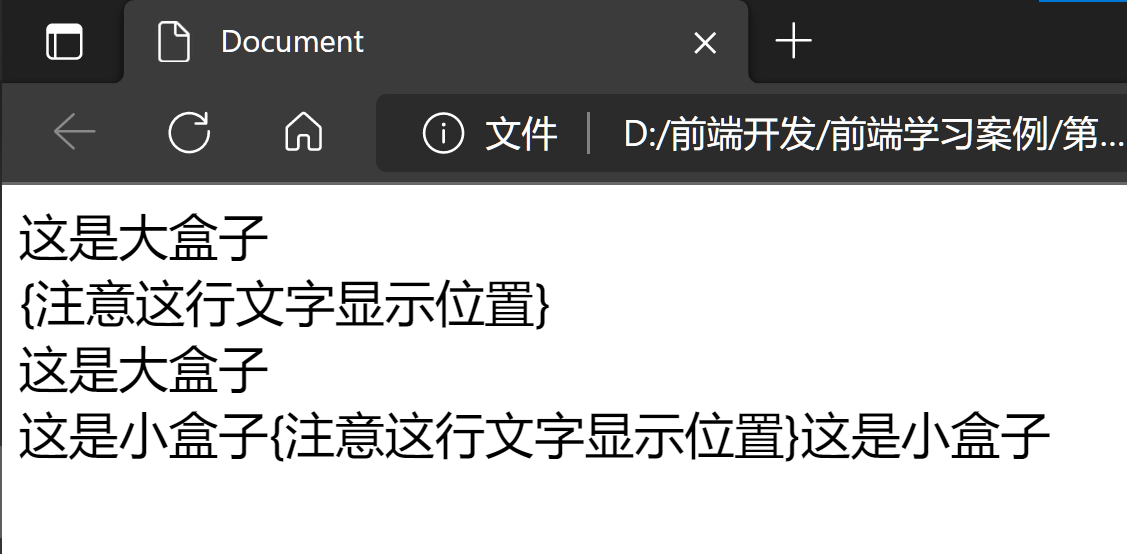 Document
文件
D:/前端开发/前端学习案例/第...
这是大盒子
{注意这行文字显示位置}
这是大盒子
这是小盒子{注意这行文字显示位置}这是小盒子